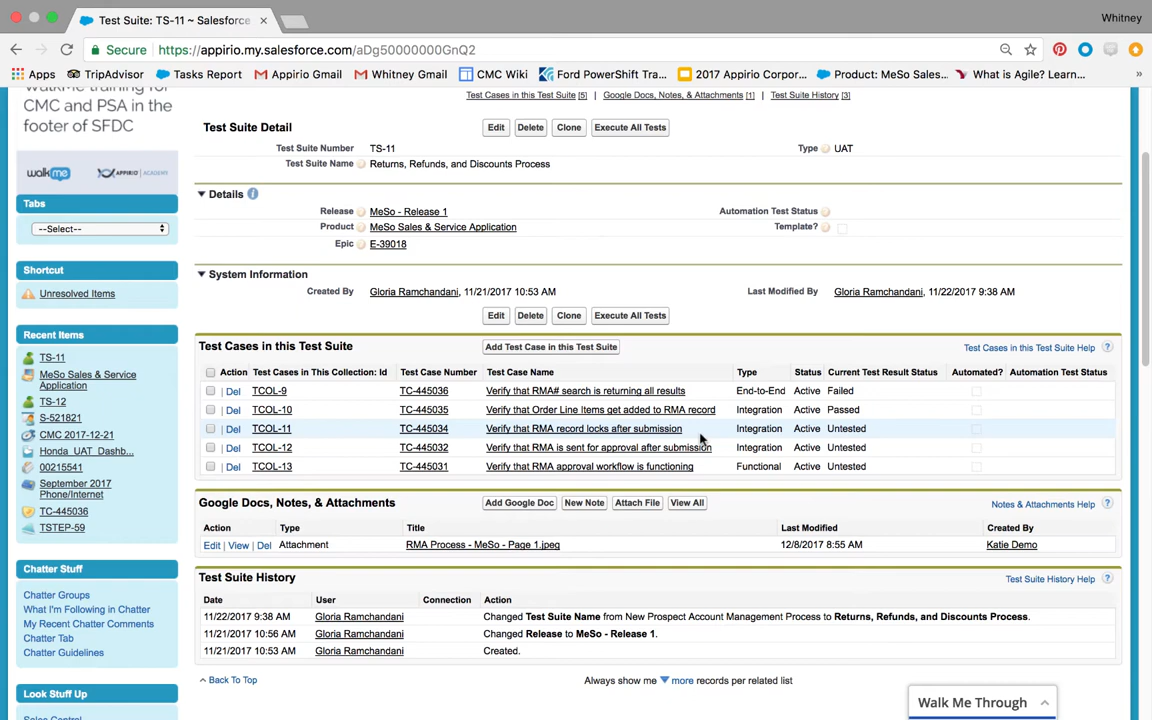 Test Suite: TS-11 ~ Salesforce
Whitney
Secure https://appirio.my.salesforce.com/aDg50000000GnQ2
Apps TripAdvisor Tasks Report Appirio Gmail Whitney Gmail CMC Wiki Ford PowerShift Tra... 2017 Appirio Corpor... Product: MeSo Sales... What is Agile? Learn... »
WalkMe training for
CMC and PSA in the
footer of SFDC
walkme APPIRIO ACADEMY
Tabs
--Select--
Shortcut
Unresolved Items
Recent Items
TS-11
MeSo Sales & Service
Application
TS-12
S-521821
CMC 2017-12-21
Honda_UAT_Dashb...
00215541
September 2017
Phone/Internet
TC-445036
TSTEP-59
Chatter Stuff
Chatter Groups
What I'm Following in Chatter
My Recent Chatter Comments
Chatter Tab
Chatter Guidelines
Look Stuff Up
Sales Central
Test Cases in this Test Suite [5] | Google Docs, Notes, & Attachments [1] | Test Suite History [3]
Test Suite Detail Edit Delete Clone Execute All Tests
Test Suite Number TS-11 Type UAT
Test Suite Name Returns, Refunds, and Discounts Process
Details
Release MeSo - Release 1 Automation Test Status
Product MeSo Sales & Service Application Template?
Epic E-39018
System Information
Created By Gloria Ramchandani, 11/21/2017 10:53 AM Last Modified By Gloria Ramchandani, 11/22/2017 9:38 AM
Edit Delete Clone Execute All Tests
Test Cases in this Test Suite Add Test Case in this Test Suite Test Cases in this Test Suite Help ?
Action Test Cases in This Collection: Id Test Case Number Test Case Name Type Status Current Test Result Status Automated? Automation Test Status
| Del TCOL-9 TC-445036 Verify that RMA# search is returning all results End-to-End Active Failed
| Del TCOL-10 TC-445035 Verify that Order Line Items get added to RMA record Integration Active Passed
| Del TCOL-11 TC-445034 Verify that RMA record locks after submission Integration Active Untested
| Del TCOL-12 TC-445032 Verify that RMA is sent for approval after submission Integration Active Untested
| Del TCOL-13 TC-445031 Verify that RMA approval workflow is functioning Functional Active Untested
Google Docs, Notes, & Attachments Add Google Doc New Note Attach File View All Notes & Attachments Help ?
Action Type Title Last Modified Created By
Edit | View | Del Attachment RMA Process - MeSo - Page 1.jpeg 12/8/2017 8:55 AM Katie Demo
Test Suite History Test Suite History Help ?
Date User Connection Action
11/22/2017 9:38 AM Gloria Ramchandani Changed Test Suite Name from New Prospect Account Management Process to Returns, Refunds, and Discounts Process.
11/21/2017 10:56 AM Gloria Ramchandani Changed Release to MeSo - Release 1.
11/21/2017 10:53 AM Gloria Ramchandani Created.
Back To Top Always show me more records per related list
Walk Me Through